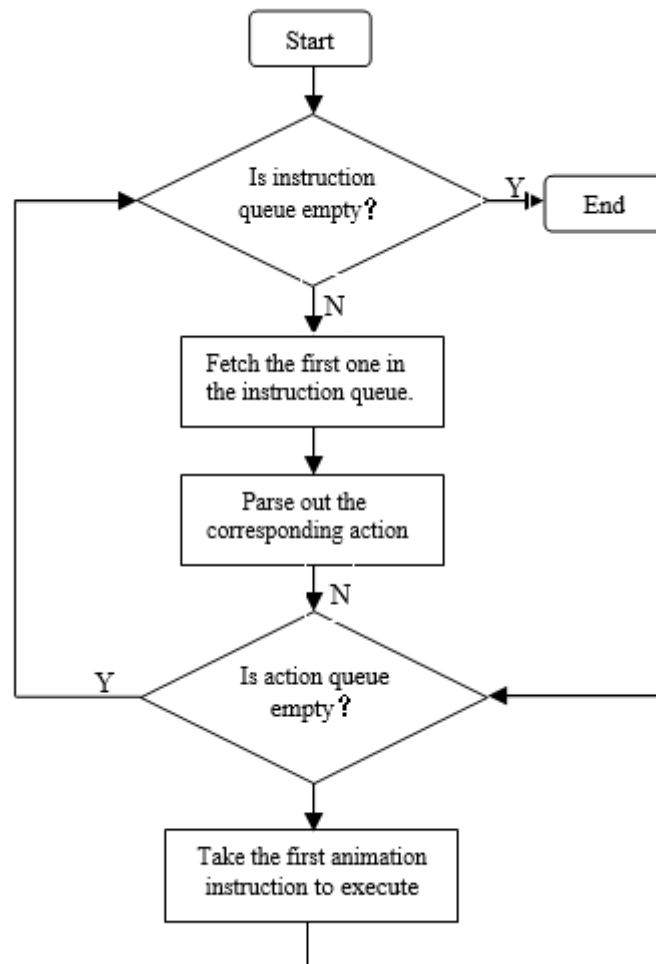 Start
Is instruction
queue empty?
Y
End
N
Fetch the first one in
the instruction queue.
Parse out the
corresponding action
N
Y
Is action queue
empty?
Take the first animation
instruction to execute